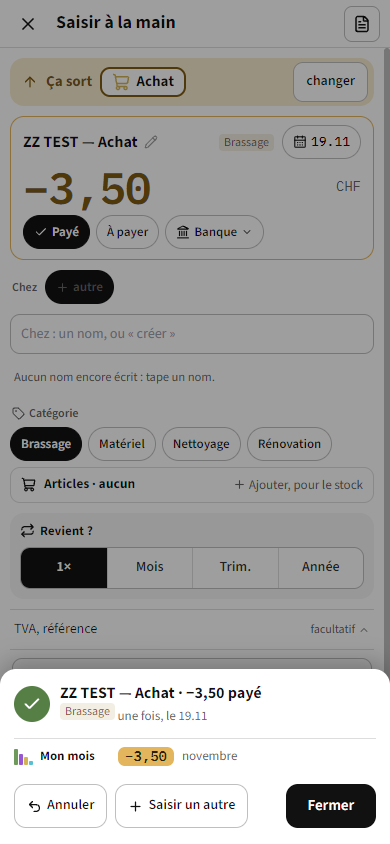 Saisir à la main
Ça sort Achat changer
ZZ TEST — Achat Brassage 19.11
−3,50 CHF
Payé À payer Banque
Chez + autre
Chez : un nom, ou « créer »
Aucun nom encore écrit : tape un nom.
Catégorie
Brassage Matériel Nettoyage Rénovation
Articles · aucun + Ajouter, pour le stock
Revient ?
1× Mois Trim. Année
TVA, référence facultatif
ZZ TEST — Achat · −3,50 payé
Brassage une fois, le 19.11
Mon mois −3,50 novembre
Annuler + Saisir un autre Fermer